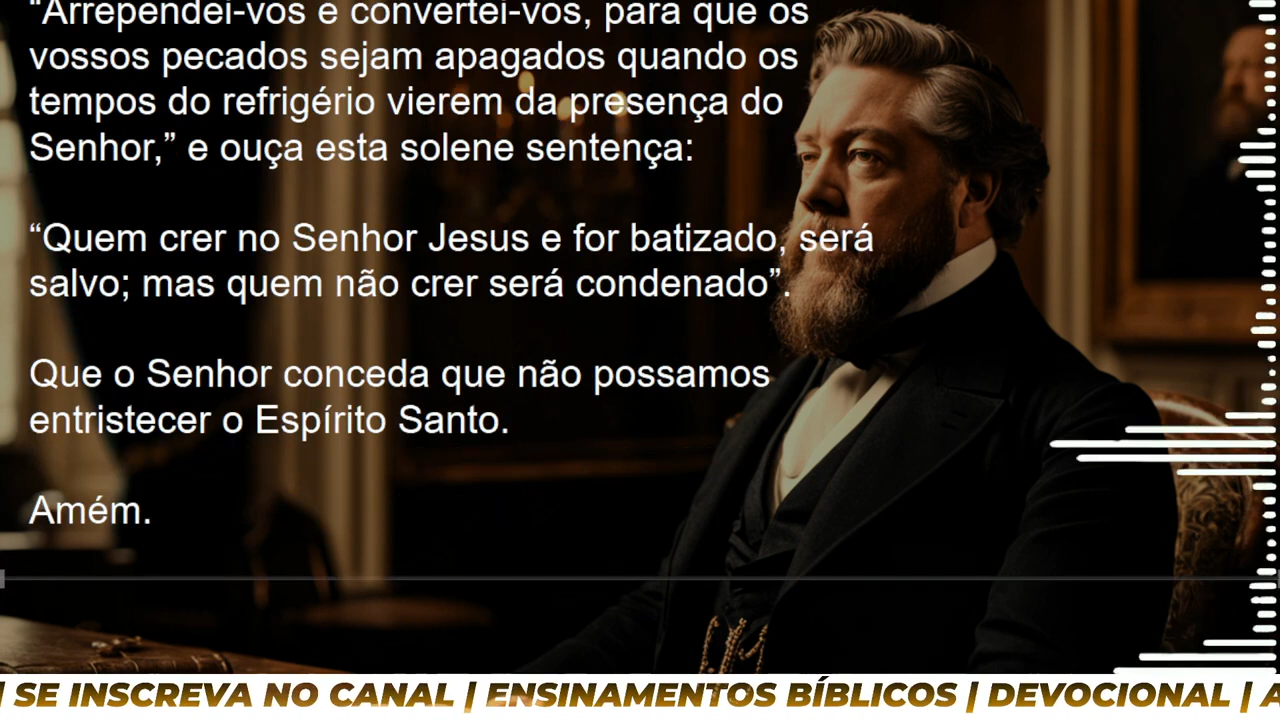 “Arrependei-vos e convertei-vos, para que os
vossos pecados sejam apagados quando os
tempos do refrigério vierem da presença do
Senhor,” e ouça esta solene sentença:
“Quem crer no Senhor Jesus e for batizado, será
salvo; mas quem não crer será condenado”.
Que o Senhor conceda que não possamos
entristecer o Espírito Santo.
Amém.
| SE INSCREVA NO CANAL | ENSINAMENTOS BÍBLICOS | DEVOCIONAL |